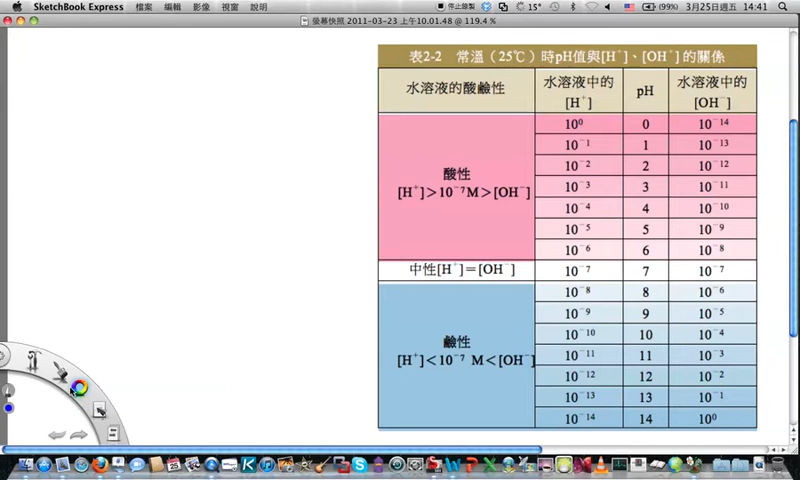 SketchBook Express 檔案 編輯 影像 視窗 說明 停止錄製 15° (99%) 3月25日週五 14:41
螢幕快照 2011-03-23 上午10.01.48 @ 119.4 %
表2-2 常溫(25℃)時pH值與[H⁺]、[OH⁻]的關係
水溶液的酸鹼性 水溶液中的[H⁺] pH 水溶液中的[OH⁻]
10⁰ 0 10⁻¹⁴
10⁻¹ 1 10⁻¹³
10⁻² 2 10⁻¹²
酸性
[H⁺]>10⁻⁷M>[OH⁻]
10⁻³ 3 10⁻¹¹
10⁻⁴ 4 10⁻¹⁰
10⁻⁵ 5 10⁻⁹
10⁻⁶ 6 10⁻⁸
中性[H⁺]=[OH⁻] 10⁻⁷ 7 10⁻⁷
10⁻⁸ 8 10⁻⁶
10⁻⁹ 9 10⁻⁵
10⁻¹⁰ 10 10⁻⁴
鹼性
[H⁺]<10⁻⁷ M<[OH⁻]
10⁻¹¹ 11 10⁻³
10⁻¹² 12 10⁻²
10⁻¹³ 13 10⁻¹
10⁻¹⁴ 14 10⁰